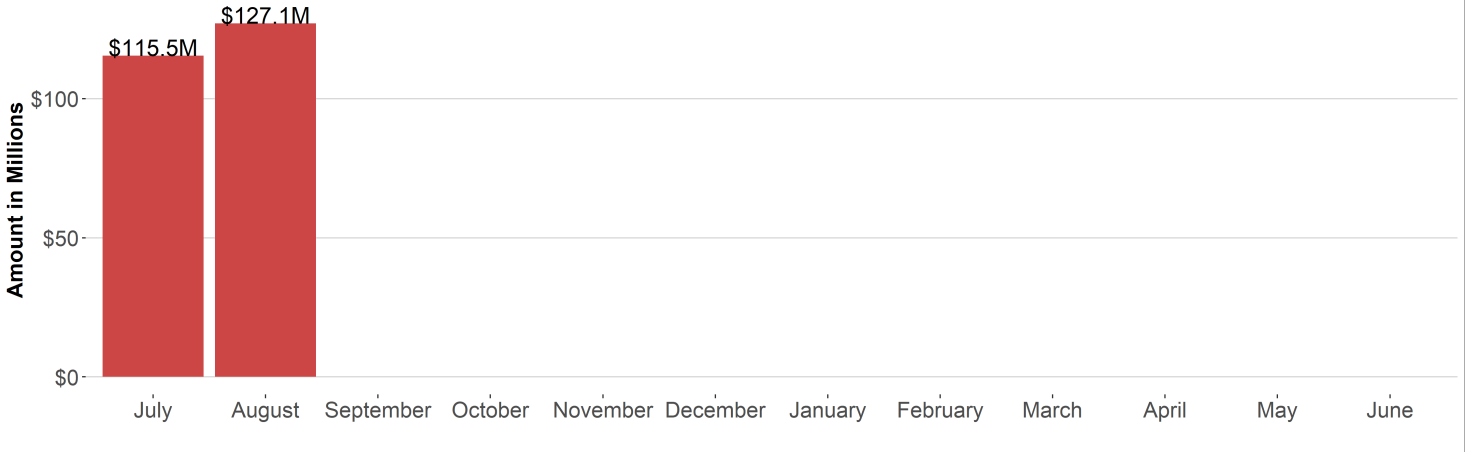 $127.1M
$115.5M
$100
$50
$0
Amount in Millions
July August September October November December January February March April May June